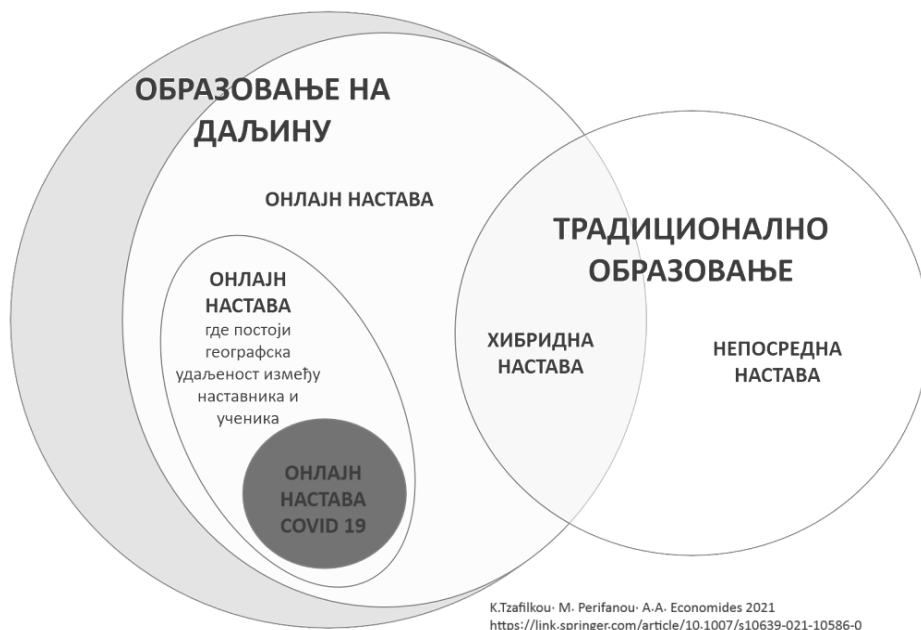 ОБРАЗОВАЊЕ НА
ДАЉИНУ
ОНЛАЈН НАСТАВА
ОНЛАЈН
НАСТАВА
где постоји
географска
удаљеност између
наставника и
ученика
ОНЛАЈН
НАСТАВА
COVID 19
ТРАДИЦИОНАЛНО
ОБРАЗОВАЊЕ
ХИБРИДНА
НАСТАВА
НЕПОСРЕДНА
НАСТАВА
K.Tzafilkou· M. Perifanou· A.A. Economides 2021
https://link.springer.com/article/10.1007/s10639-021-10586-0